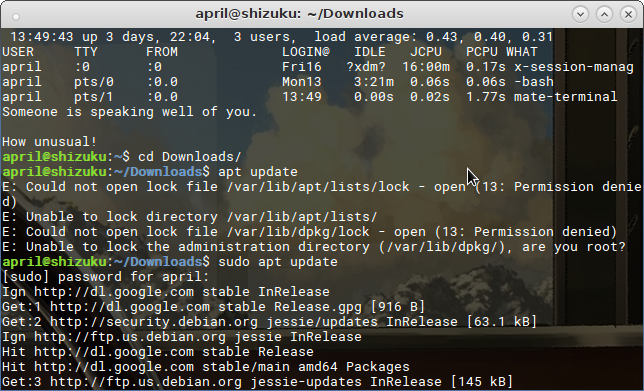 april@shizuku: ~/Downloads
13:49:43 up 3 days, 22:04,  3 users,  load average: 0.43, 0.40, 0.31
USER     TTY      FROM             LOGIN@   IDLE   JCPU   PCPU WHAT
april    :0       :0               Fri16   ?xdm?  16:00m  0.17s x-session-manag
april    pts/0    :0.0             Mon13    3:21m  0.06s  0.06s -bash
april    pts/1    :0.0             13:49    0.00s  0.02s  1.77s mate-terminal
Someone is speaking well of you.
How unusual!
april@shizuku:~$ cd Downloads/
april@shizuku:~/Downloads$ apt update
E: Could not open lock file /var/lib/apt/lists/lock - open (13: Permission denie
d)
E: Unable to lock directory /var/lib/apt/lists/
E: Could not open lock file /var/lib/dpkg/lock - open (13: Permission denied)
E: Unable to lock the administration directory (/var/lib/dpkg/), are you root?
april@shizuku:~/Downloads$ sudo apt update
[sudo] password for april:
Ign http://dl.google.com stable InRelease
Get:1 http://dl.google.com stable Release.gpg [916 B]
Get:2 http://security.debian.org jessie/updates InRelease [63.1 kB]
Ign http://ftp.us.debian.org jessie InRelease
Hit http://dl.google.com stable Release
Hit http://dl.google.com stable/main amd64 Packages
Get:3 http://ftp.us.debian.org jessie-updates InRelease [145 kB]